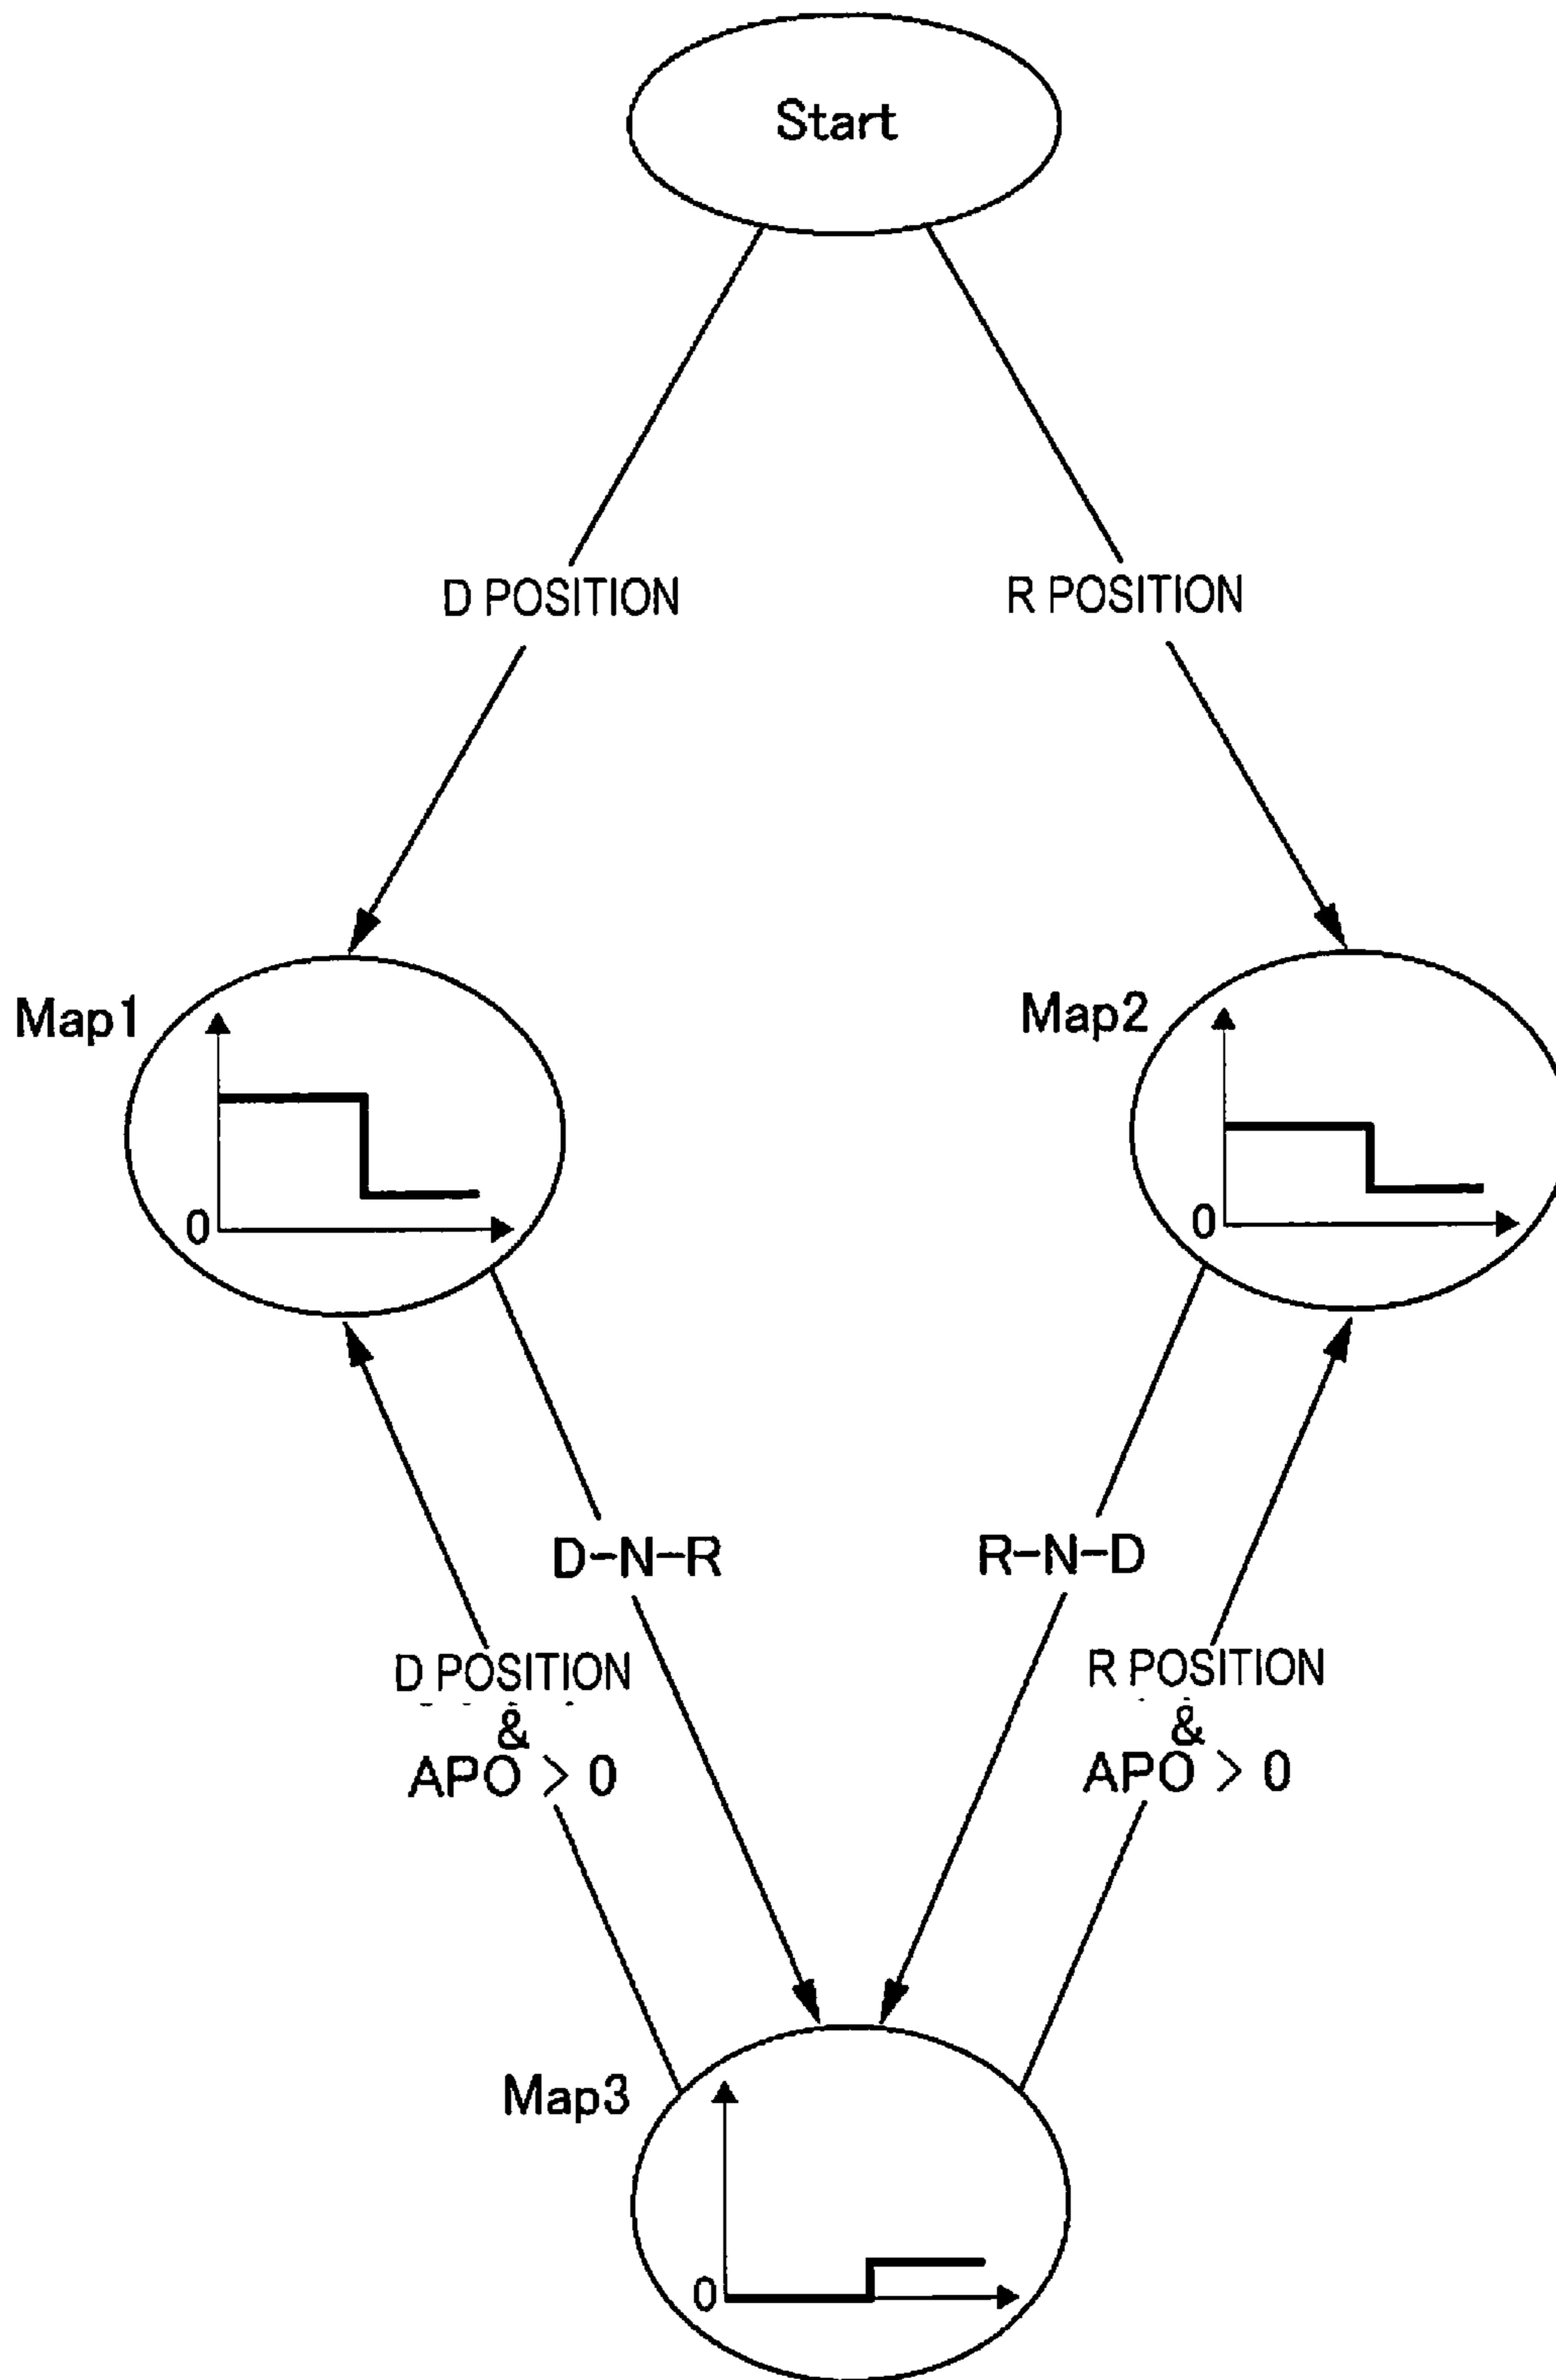 Start
D POSITION
R POSITION
Map1
Map2
0
0
D-N-R
R-N-D
D POSITION
&
APO > 0
R POSITION
&
APO > 0
Map3
0